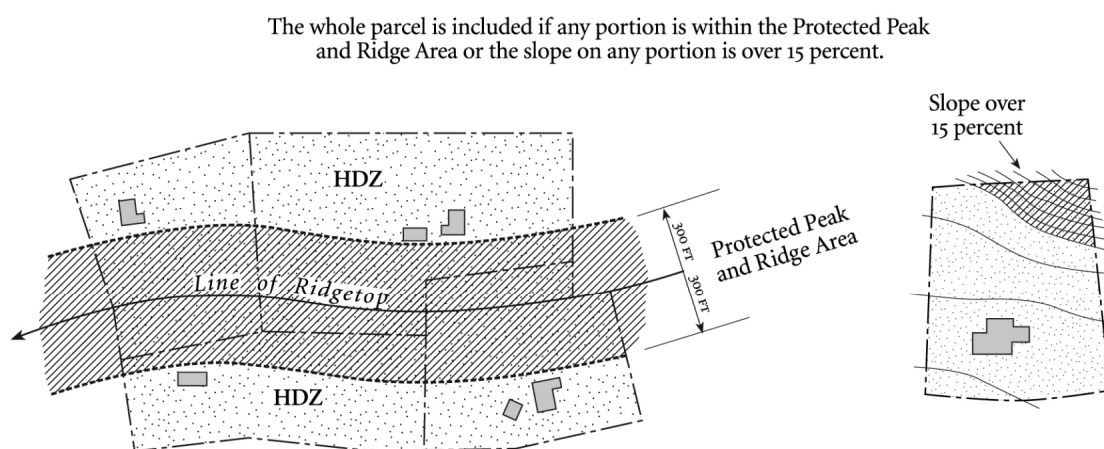 The whole parcel is included if any portion is within the Protected Peak
and Ridge Area or the slope on any portion is over 15 percent.
Slope over
15 percent
HDZ
Protected Peak
and Ridge Area
300 FT
300 FT
Line of Ridgetop
HDZ